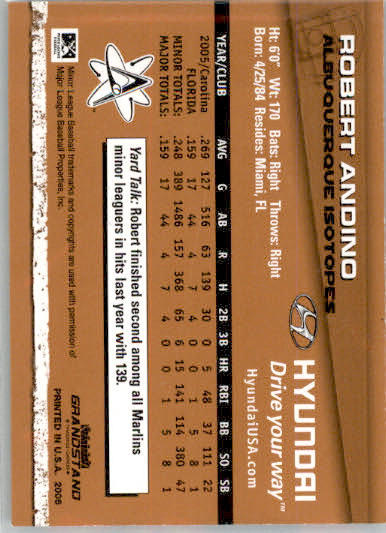 ROBERT ANDINO
ALBUQUERQUE ISOTOPES
Ht: 6'0" Wt: 170 Bats: Right Throws: Right
Born: 4/25/84 Resides: Miami, FL
HYUNDAI
Drive your way™
HyundaiUSA.com
YEAR/CLUB AVG G AB R H 2B 3B HR RBI BB SO SB
2005/Carolina .269 127 516 63 139 30 0 5 48 37 111 22
FLORIDA .159 17 44 4 7 4 0 0 1 5 8 1
MINOR TOTALS: .248 389 1486 157 368 65 6 15 141 114 380 47
MAJOR TOTALS: .159 17 44 4 7 4 0 0 1 5 8 1
Yard Talk: Robert finished second among all Marlins
minor leaguers in hits last year with 139.
Minor League Baseball trademarks and copyrights are used with permission of
Major League Baseball Properties, Inc.
GRANDSTAND
PRINTED IN U.S.A. 2006